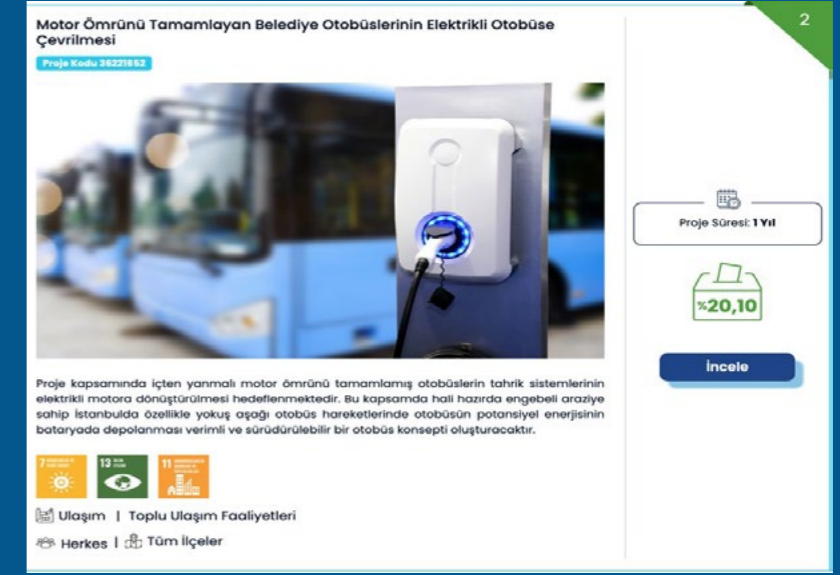 2
Motor Ömrünü Tamamlayan Belediye Otobüslerinin Elektrikli Otobüse
Çevrilmesi
Proje Kodu 36221652
Proje Süresi: 1 Yıl
%20,10
İncele
Proje kapsamında içten yanmalı motor ömrünü tamamlamış otobüslerin tahrik sistemlerinin
elektrikli motora dönüştürülmesi hedeflenmektedir. Bu kapsamda hali hazırda engebeli araziye
sahip İstanbulda özellikle yokuş aşağı otobüs hareketlerinde otobüsün potansiyel enerjisinin
bataryada depolanması verimli ve sürdürülebilir bir otobüs konsepti oluşturacaktır.
7
13
11
Ulaşım | Toplu Ulaşım Faaliyetleri
Herkes | Tüm İlçeler